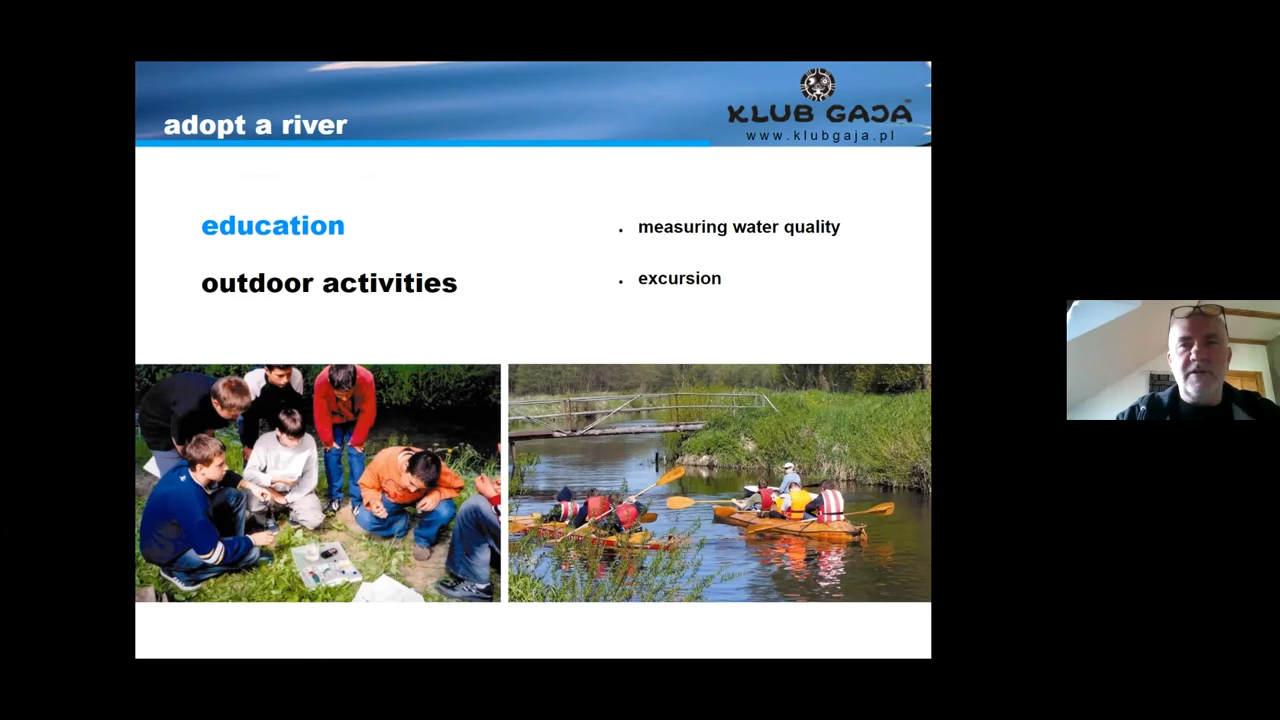 adopt a river
KLUB GAJA
www.klubgaja.pl
education
outdoor activities
• measuring water quality
• excursion